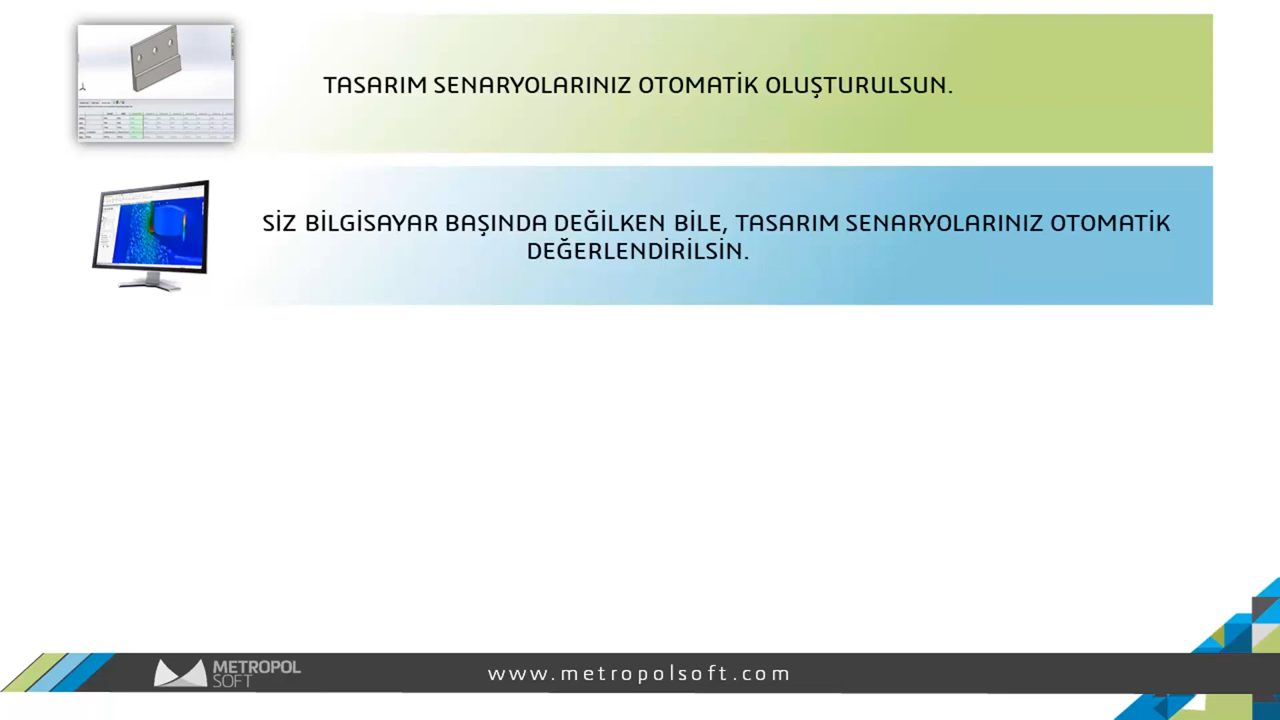 TASARIM SENARYOLARINIZ OTOMATİK OLUŞTURULSUN.
SİZ BİLGİSAYAR BAŞINDA DEĞİLKEN BİLE, TASARIM SENARYOLARINIZ OTOMATİK
DEĞERLENDİRİLSİN.
METROPOL
SOFT
www.metropolsoft.com